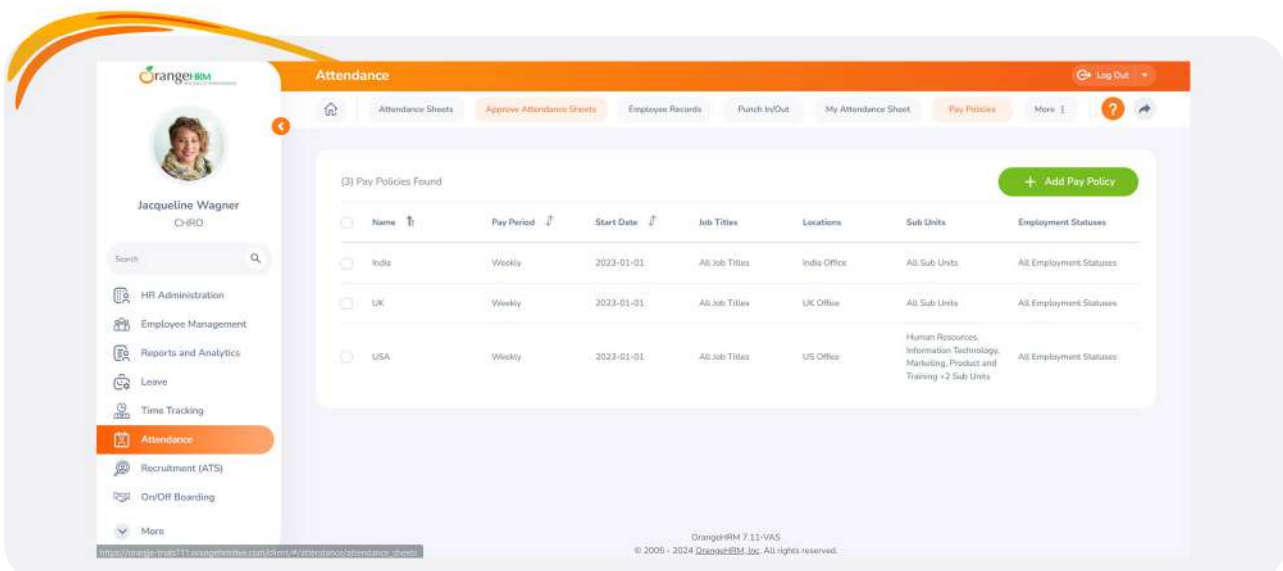 OrangeHRM
Attendance
Log Out
Attendance Sheets
Approve Attendance Sheets
Employee Records
Punch In/Out
My Attendance Sheet
Pay Policies
More
?
Jacqueline Wagner
CHRO
Search
HR Administration
Employee Management
Reports and Analytics
Leave
Time Tracking
Attendance
Recruitment (ATS)
On/Off Boarding
More
(3) Pay Policies Found
+ Add Pay Policy
Name Pay Period Start Date Job Titles Locations Sub Units Employment Statuses
India Weekly 2023-01-01 All Job Titles India Office All Sub Units All Employment Statuses
UK Weekly 2023-01-01 All Job Titles UK Office All Sub Units All Employment Statuses
USA Weekly 2023-01-01 All Job Titles US Office
Human Resources,
Information Technology,
Marketing, Product and
Training +2 Sub Units
All Employment Statuses
OrangeHRM 7.11-VAS
© 2005 - 2024 OrangeHRM, Inc. All rights reserved.